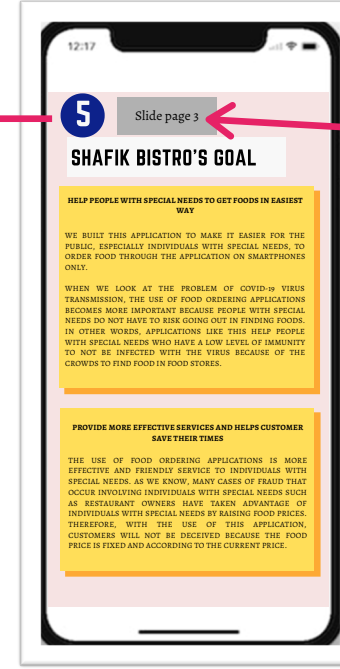 12:17
5
Slide page 3
SHAFIK BISTRO'S GOAL
HELP PEOPLE WITH SPECIAL NEEDS TO GET FOODS IN EASIEST
WAY
WE BUILT THIS APPLICATION TO MAKE IT EASIER FOR THE
PUBLIC, ESPECIALLY INDIVIDUALS WITH SPECIAL NEEDS, TO
ORDER FOOD THROUGH THE APPLICATION ON SMARTPHONES
ONLY.
WHEN WE LOOK AT THE PROBLEM OF COVID-19 VIRUS
TRANSMISSION, THE USE OF FOOD ORDERING APPLICATIONS
BECOMES MORE IMPORTANT BECAUSE PEOPLE WITH SPECIAL
NEEDS DO NOT HAVE TO RISK GOING OUT IN FINDING FOODS.
IN OTHER WORDS, APPLICATIONS LIKE THIS HELP PEOPLE
WITH SPECIAL NEEDS WHO HAVE A LOW LEVEL OF IMMUNITY
TO NOT BE INFECTED WITH THE VIRUS BECAUSE OF THE
CROWDS TO FIND FOOD IN FOOD STORES.
PROVIDE MORE EFFECTIVE SERVICES AND HELPS CUSTOMER
SAVE THEIR TIMES
THE USE OF FOOD ORDERING APPLICATIONS IS MORE
EFFECTIVE AND FRIENDLY SERVICE TO INDIVIDUALS WITH
SPECIAL NEEDS. AS WE KNOW, MANY CASES OF FRAUD THAT
OCCUR INVOLVING INDIVIDUALS WITH SPECIAL NEEDS SUCH
AS RESTAURANT OWNERS HAVE TAKEN ADVANTAGE OF
INDIVIDUALS WITH SPECIAL NEEDS BY RAISING FOOD PRICES.
THEREFORE, WITH THE USE OF THIS APPLICATION,
CUSTOMERS WILL NOT BE DECEIVED BECAUSE THE FOOD
PRICE IS FIXED AND ACCORDING TO THE CURRENT PRICE.